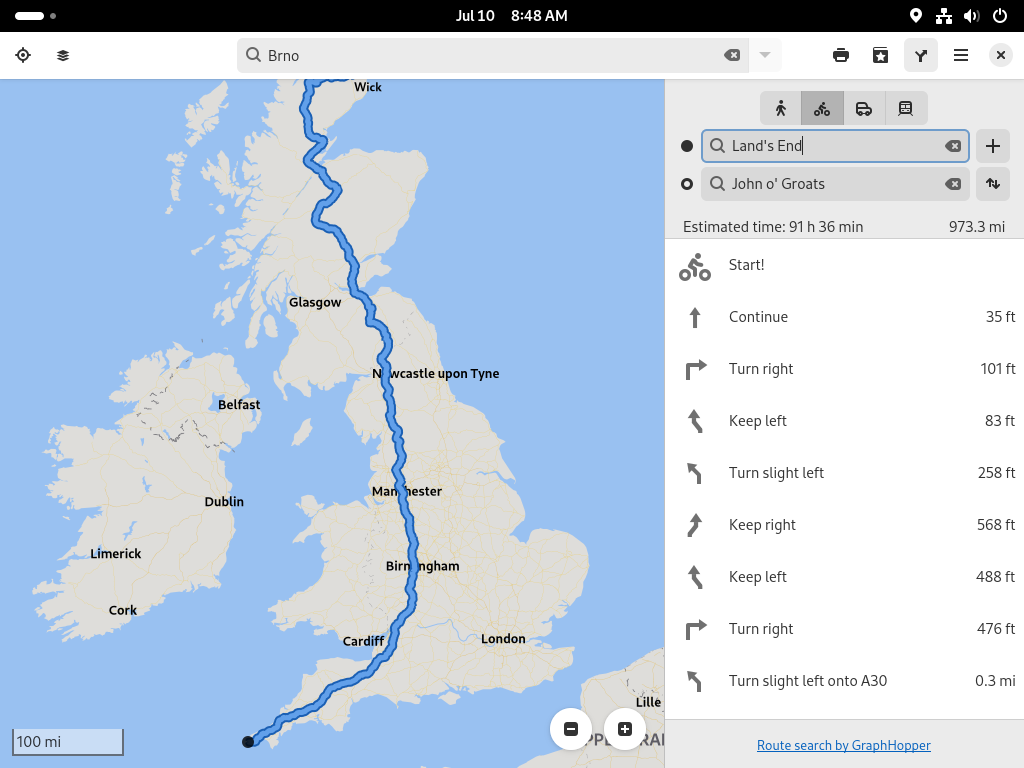 Jul 10 8:48 AM
Brno
Wick
Glasgow
Newcastle upon Tyne
Belfast
Manchester
Dublin
Limerick
Birmingham
Cork
Cardiff
London
Lille
100 mi
Land's End
John o' Groats
Estimated time: 91 h 36 min 973.3 mi
Start!
Continue 35 ft
Turn right 101 ft
Keep left 83 ft
Turn slight left 258 ft
Keep right 568 ft
Keep left 488 ft
Turn right 476 ft
Turn slight left onto A30 0.3 mi
Route search by GraphHopper